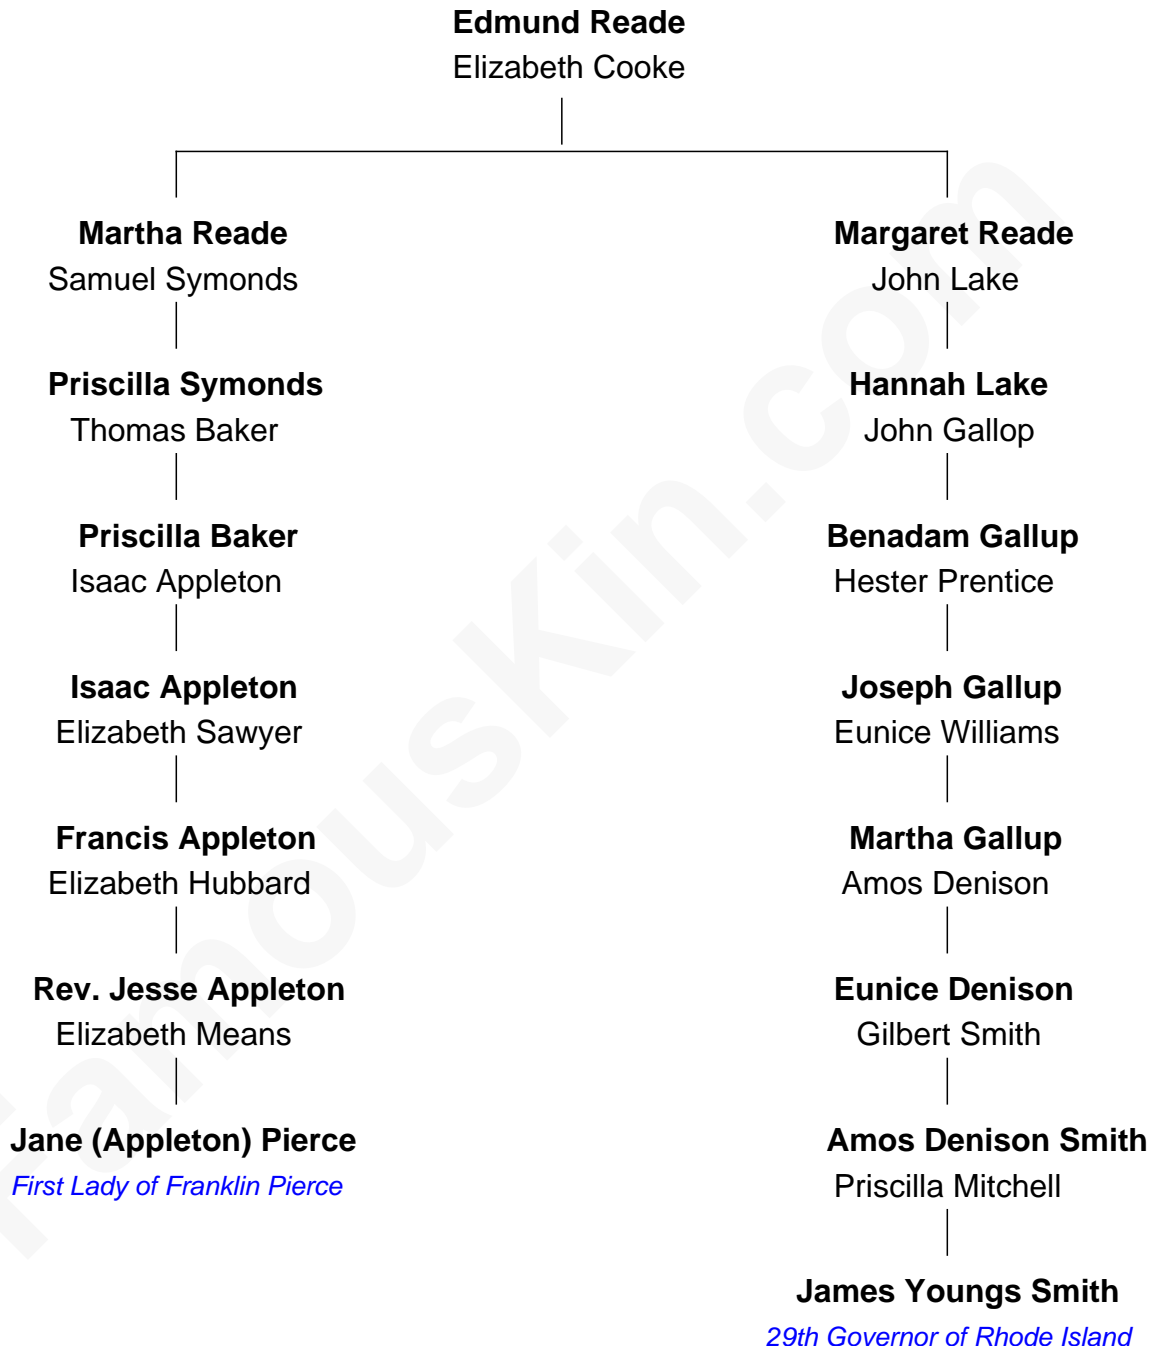 Edmund Reade
Elizabeth Cooke
Martha Reade
Samuel Symonds
Priscilla Symonds
Thomas Baker
Priscilla Baker
Isaac Appleton
Isaac Appleton
Elizabeth Sawyer
Francis Appleton
Elizabeth Hubbard
Rev. Jesse Appleton
Elizabeth Means
Jane (Appleton) Pierce
First Lady of Franklin Pierce
Margaret Reade
John Lake
Hannah Lake
John Gallop
Benadam Gallup
Hester Prentice
Joseph Gallup
Eunice Williams
Martha Gallup
Amos Denison
Eunice Denison
Gilbert Smith
Amos Denison Smith
Priscilla Mitchell
James Youngs Smith
29th Governor of Rhode Island
FamousKin.com